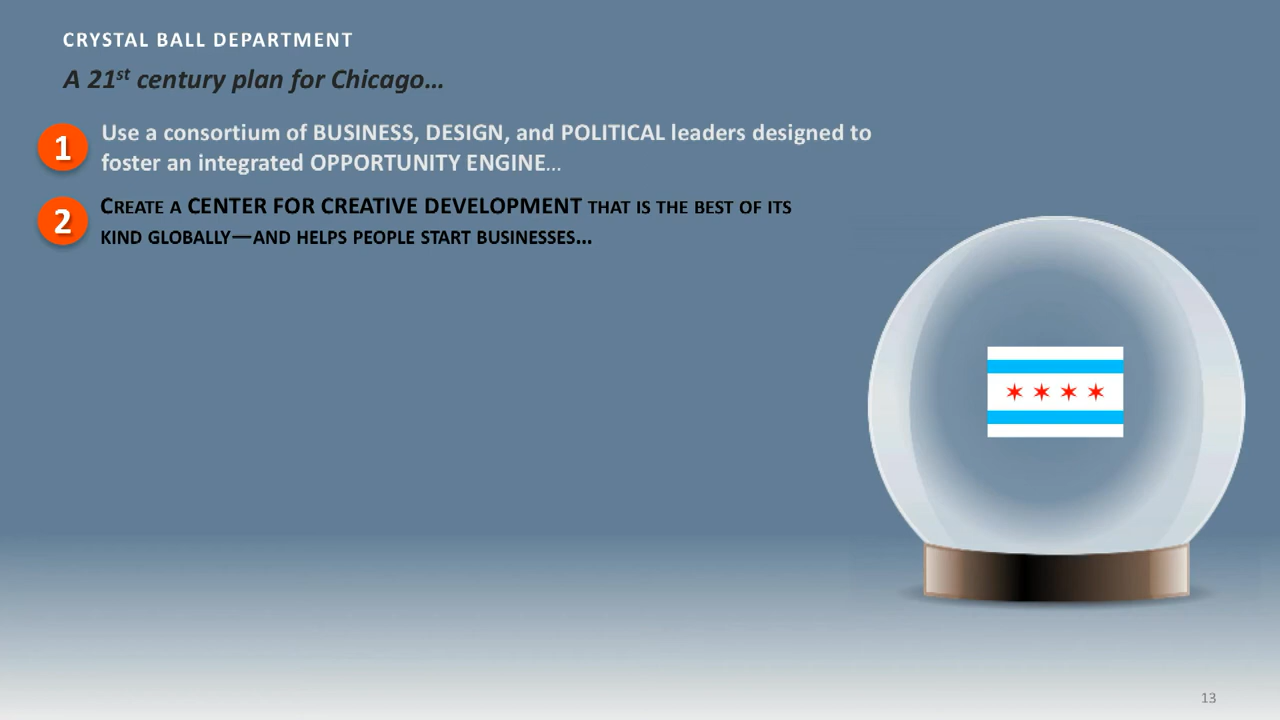 CRYSTAL BALL DEPARTMENT
A 21st century plan for Chicago…
1
Use a consortium of BUSINESS, DESIGN, and POLITICAL leaders designed to
foster an integrated OPPORTUNITY ENGINE…
2
Create a CENTER FOR CREATIVE DEVELOPMENT that is the best of its
kind globally—and helps people start businesses…
13